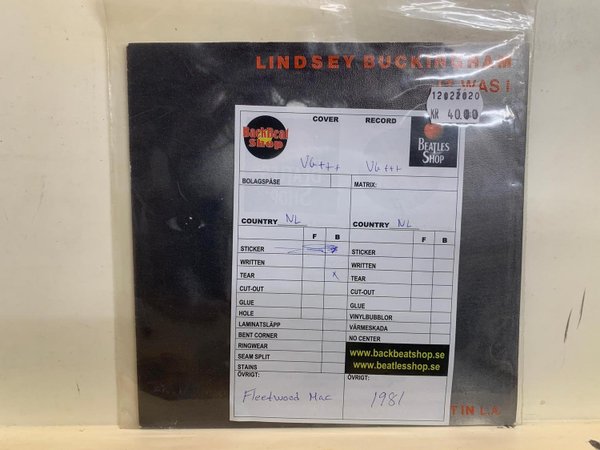 LINDSEY BUCKINGHAM
WAS I
12022020
KR 40.00
COVER
RECORD
BackBeat
Shop
BEATLES
SHOP
VG+++
VG+++
BOLAGSPÅSE
MATRIX:
COUNTRY NL
COUNTRY NL
F B
F B
STICKER
STICKER
WRITTEN
WRITTEN
TEAR x
TEAR
CUT-OUT
CUT-OUT
GLUE
GLUE
HOLE
VINYLBUBBLOR
LAMINATSLÄPP
VÄRMESKADA
BENT CORNER
NO CENTER
RINGWEAR
SEAM SPLIT
STAINS
www.backbeatshop.se
www.beatlesshop.se
ÖVRIGT:
ÖVRIGT:
Fleetwood Mac
1981
T IN L.A.